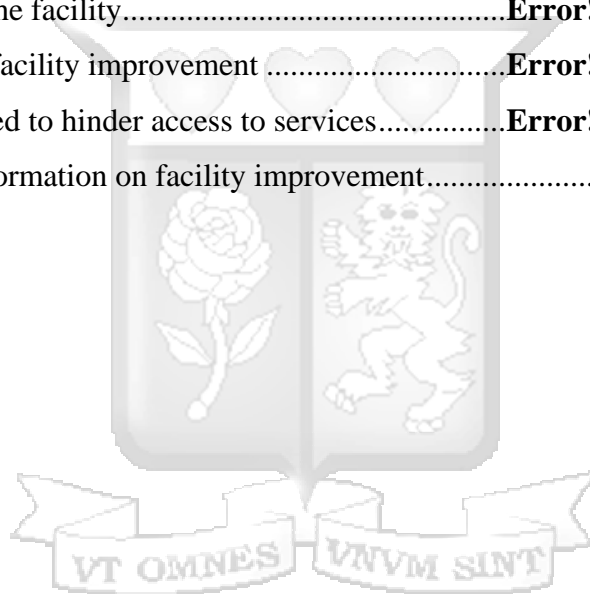 ne facility..........................................Error!
facility improvement ..........................Error!
ed to hinder access to services..............Error!
ormation on facility improvement....................
VT OMNES VNVM SINT